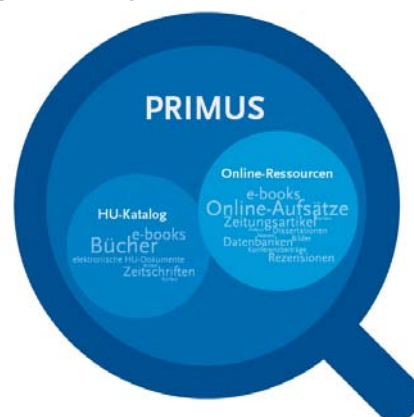 PRIMUS
HU-Katalog
e-books
Bücher
elektronische HU-Dokumente
Zeitschriften
Online-Ressourcen
e-books
Online-Aufsätze
Zeitungsartikel
Dissertationen
Bilder
Datenbanken
Konferenzbeiträge
Rezensionen